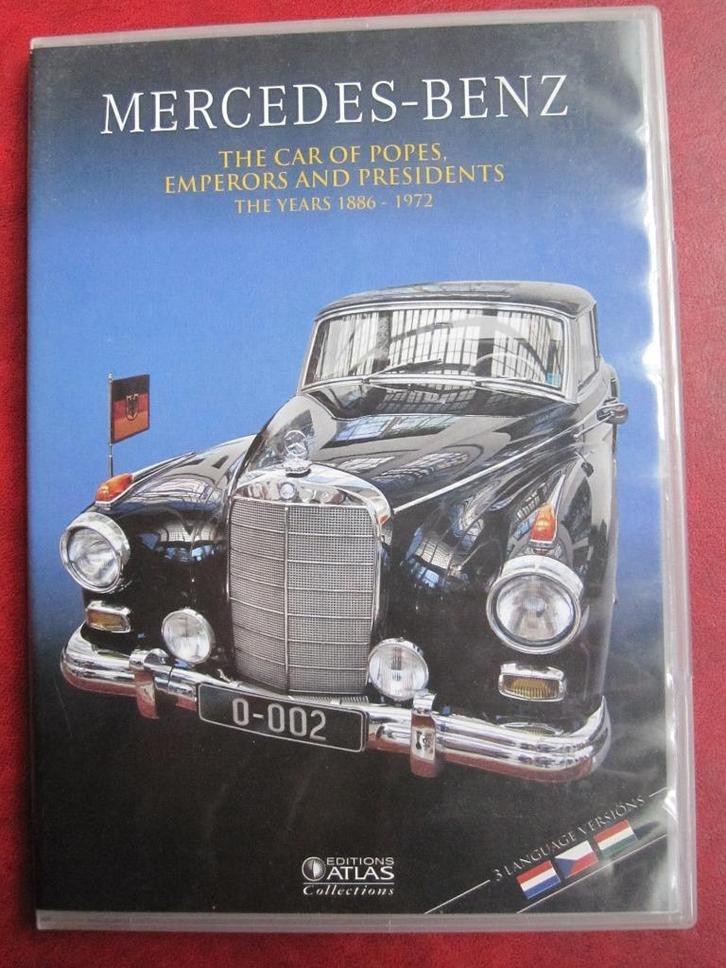 MERCEDES-BENZ
THE CAR OF POPES,
EMPERORS AND PRESIDENTS
THE YEARS 1886 - 1972
0-002
3 LANGUAGE VERSIONS
EDITIONS
ATLAS
Collections